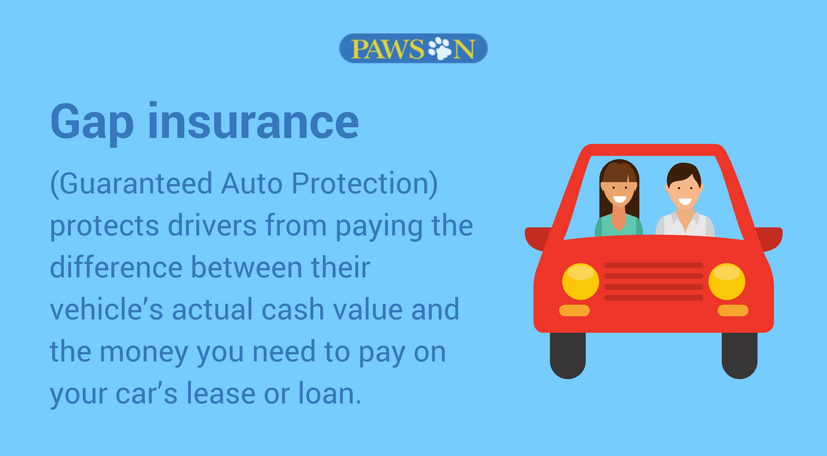 PAWSON
Gap insurance
(Guaranteed Auto Protection)
protects drivers from paying the
difference between their
vehicle’s actual cash value and
the money you need to pay on
your car’s lease or loan.